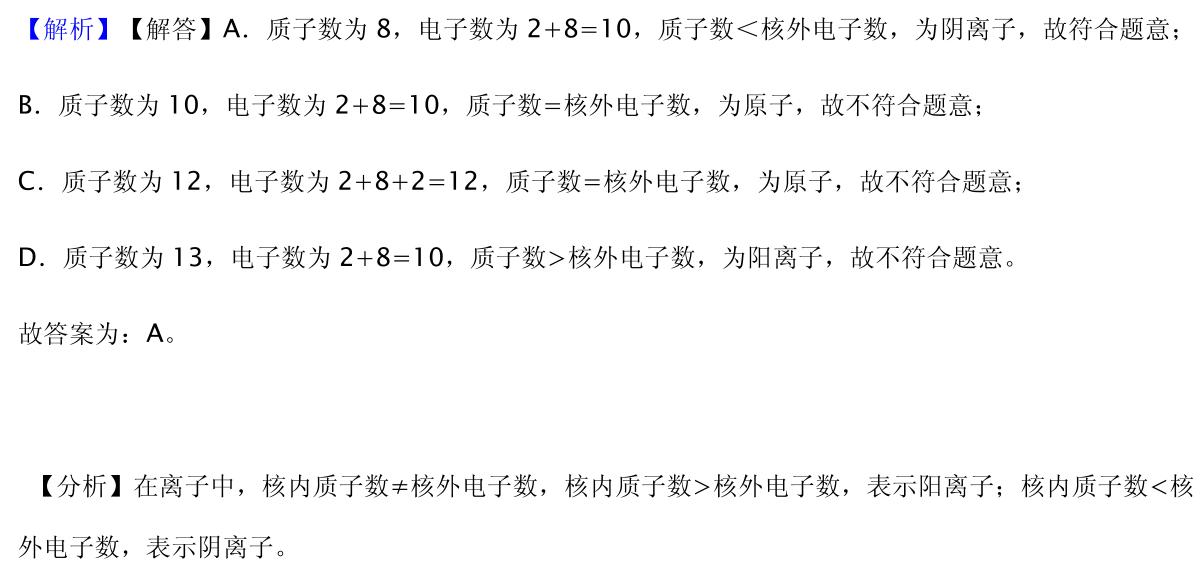 【解析】【解答】A．质子数为 8，电子数为 2+8=10，质子数＜核外电子数，为阴离子，故符合题意；
B．质子数为 10，电子数为 2+8=10，质子数=核外电子数，为原子，故不符合题意；
C．质子数为 12，电子数为 2+8+2=12，质子数=核外电子数，为原子，故不符合题意；
D．质子数为 13，电子数为 2+8=10，质子数>核外电子数，为阳离子，故不符合题意。
故答案为：A。
【分析】在离子中，核内质子数≠核外电子数，核内质子数>核外电子数，表示阳离子；核内质子数<核
外电子数，表示阴离子。